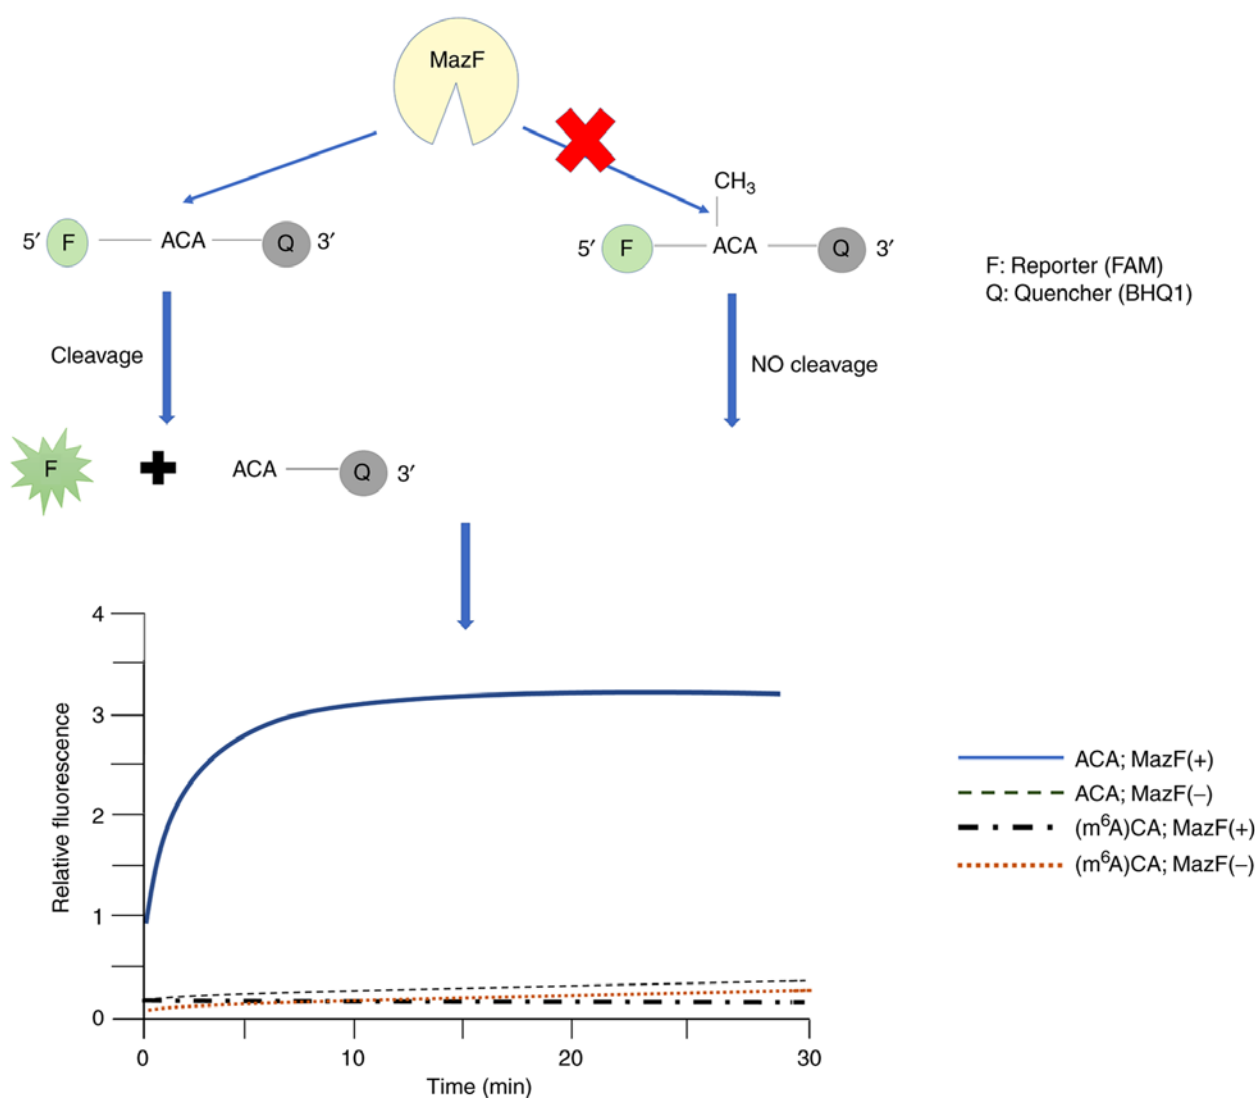 MazF
CH₃
5′ F ACA Q 3′
5′ F ACA Q 3′
F: Reporter (FAM)
Q: Quencher (BHQ1)
Cleavage
NO cleavage
F + ACA Q 3′
4
3
2
1
0
Relative fluorescence
0 10 20 30
Time (min)
ACA; MazF(+)
ACA; MazF(–)
(m⁶A)CA; MazF(+)
(m⁶A)CA; MazF(–)